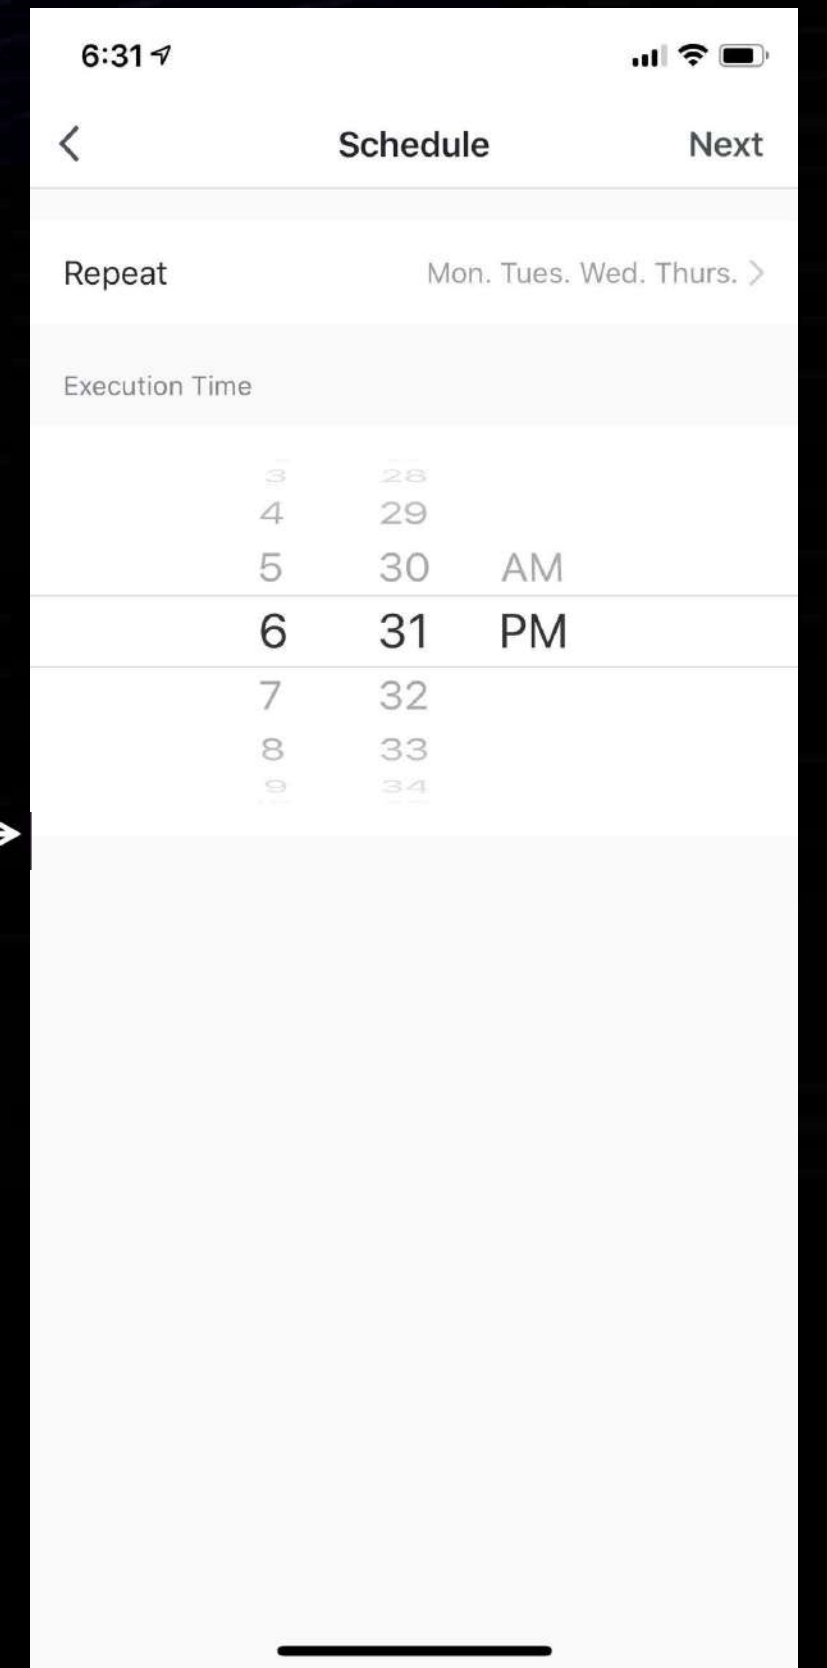 6:31
Schedule
Next
Repeat
Mon. Tues. Wed. Thurs.
Execution Time
3 28
4 29
5 30 AM
6 31 PM
7 32
8 33
9 34